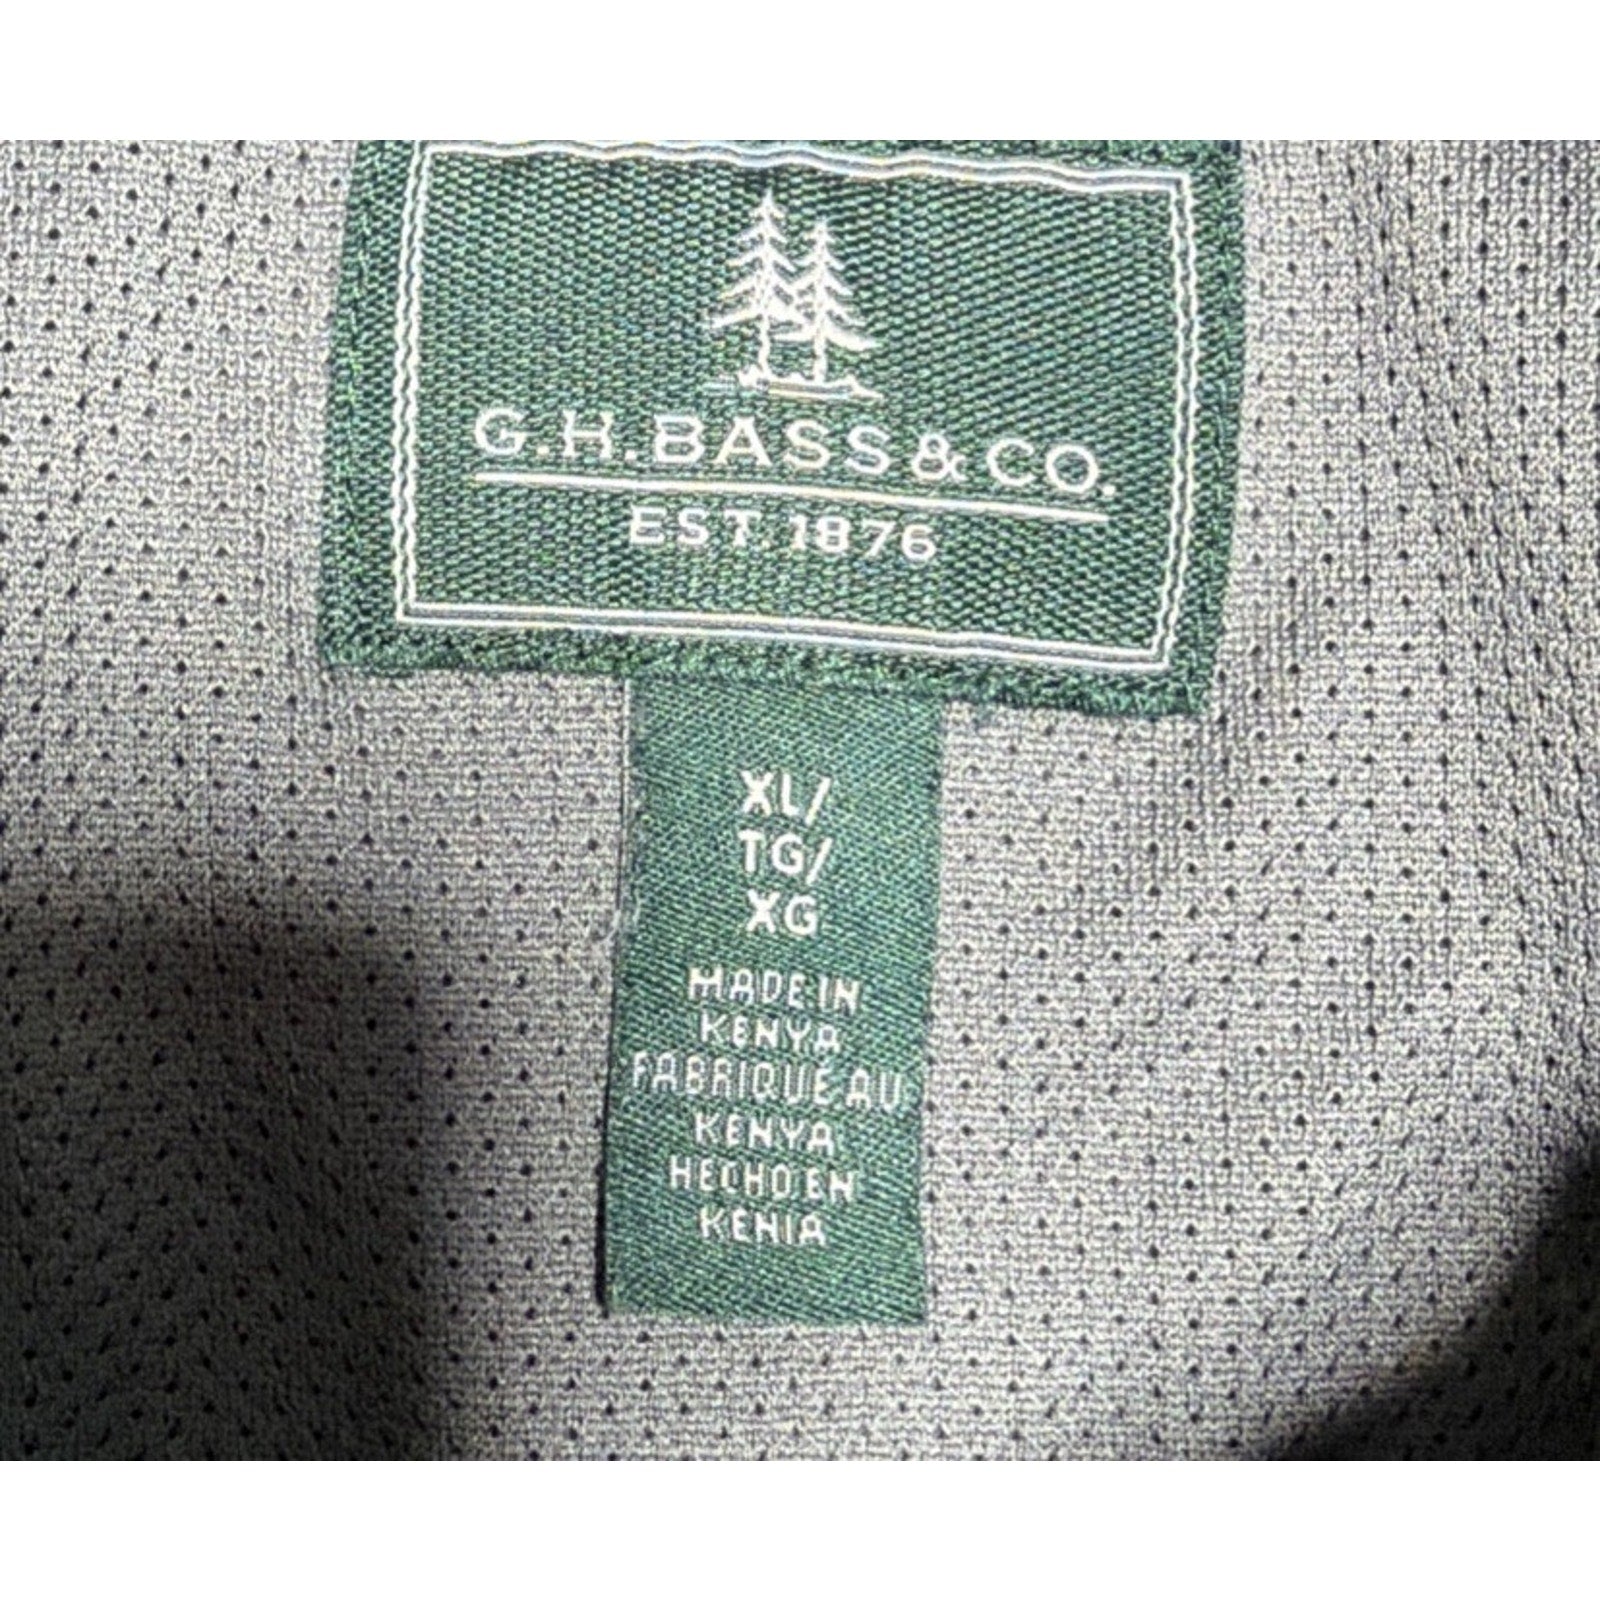 G.H.BASS & CO.
EST. 1876
XL/
TG/
XG
MADE IN
KENYA
FABRIQUE AU
KENYA
HECHO EN
KENIA